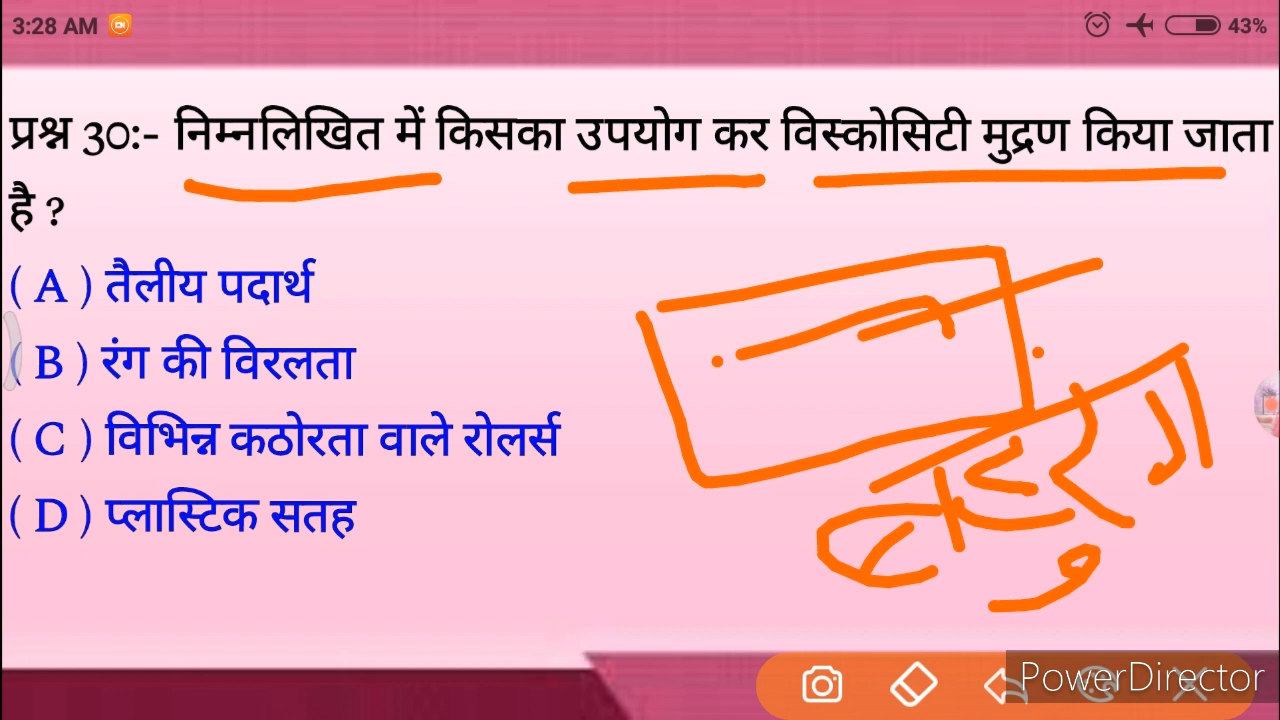 3:28 AM 43%
प्रश्न 30:- निम्नलिखित में किसका उपयोग कर विस्कोसिटी मुद्रण किया जाता
है ?
( A ) तैलीय पदार्थ
( B ) रंग की विरलता
( C ) विभिन्न कठोरता वाले रोलर्स
( D ) प्लास्टिक सतह
PowerDirector